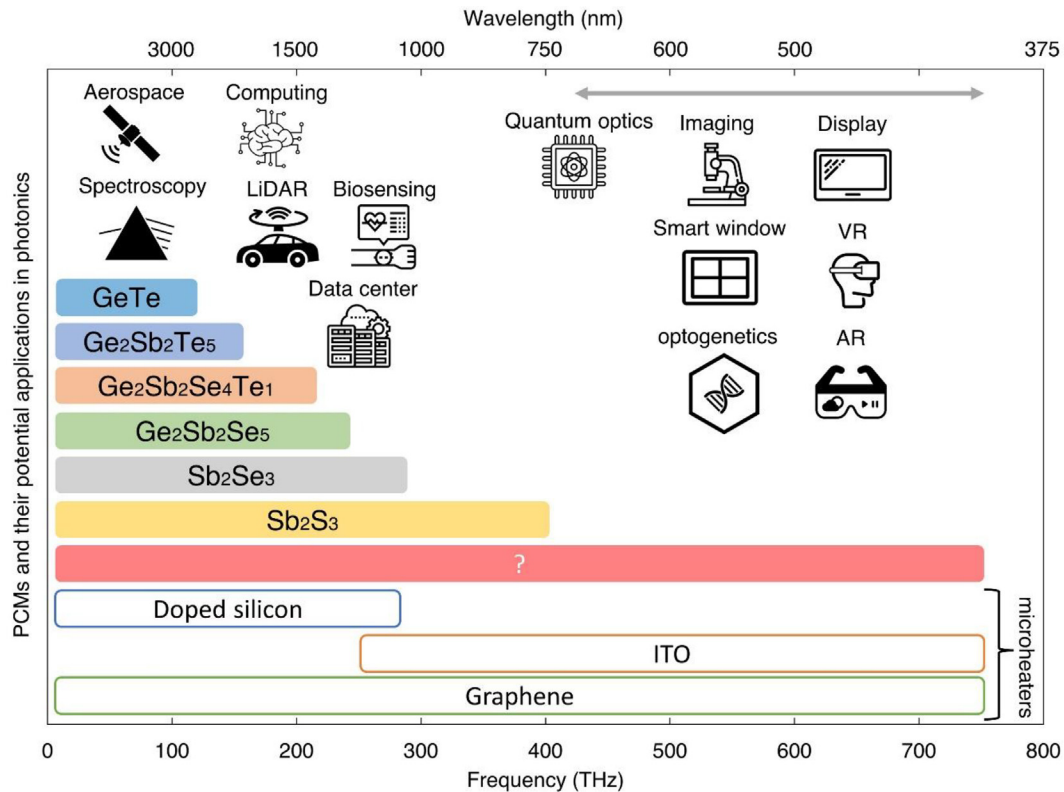 Wavelength (nm)
3000 1500 1000 750 600 500 375
Aerospace
Computing
Quantum optics
Imaging
Display
Spectroscopy
LiDAR
Biosensing
Smart window
VR
GeTe
Data center
Ge₂Sb₂Te₅
optogenetics
AR
Ge₂Sb₂Se₄Te₁
Ge₂Sb₂Se₅
Sb₂Se₃
Sb₂S₃
?
Doped silicon
ITO
Graphene
microheaters
PCMs and their potential applications in photonics
0 100 200 300 400 500 600 700 800
Frequency (THz)